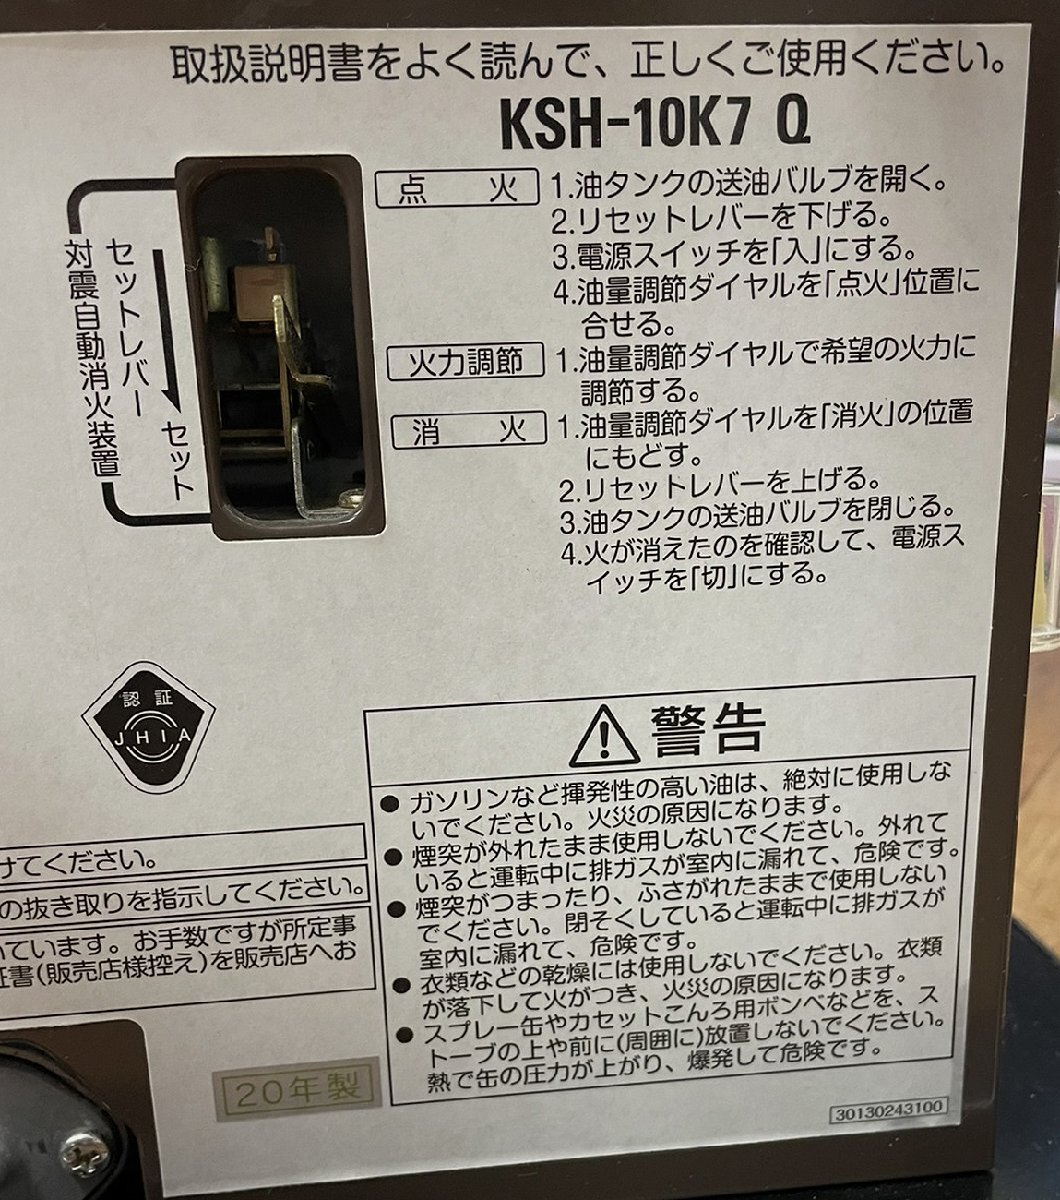 取扱説明書をよく読んで、正しくご使用ください。
KSH-10K7 Q
対震自動消火装置
セットレバー
セット
点火
1.油タンクの送油バルブを開く。
2.リセットレバーを下げる。
3.電源スイッチを「入」にする。
4.油量調節ダイヤルを「点火」位置に
合せる。
火力調節
1.油量調節ダイヤルで希望の火力に
調節する。
消火
1.油量調節ダイヤルを「消火」の位置
にもどす。
2.リセットレバーを上げる。
3.油タンクの送油バルブを閉じる。
4.火が消えたのを確認して、電源ス
イッチを「切」にする。
認証
JHIA
けてください。
の抜き取りを指示してください。
ています。お手数ですが所定事
証書(販売店様控え)を販売店へお
20年製
警告
● ガソリンなど揮発性の高い油は、絶対に使用しな
いでください。火災の原因になります。
● 煙突が外れたまま使用しないでください。外れて
いると運転中に排ガスが室内に漏れて、危険です。
● 煙突がつまったり、ふさがれたままで使用しない
でください。閉そくしていると運転中に排ガスが
室内に漏れて、危険です。
● 衣類などの乾燥には使用しないでください。衣類
が落下して火がつき、火災の原因になります。
● スプレー缶やカセットこんろ用ボンベなどを、ス
トーブの上や前に(周囲に)放置しないでください。
熱で缶の圧力が上がり、爆発して危険です。
30130243100